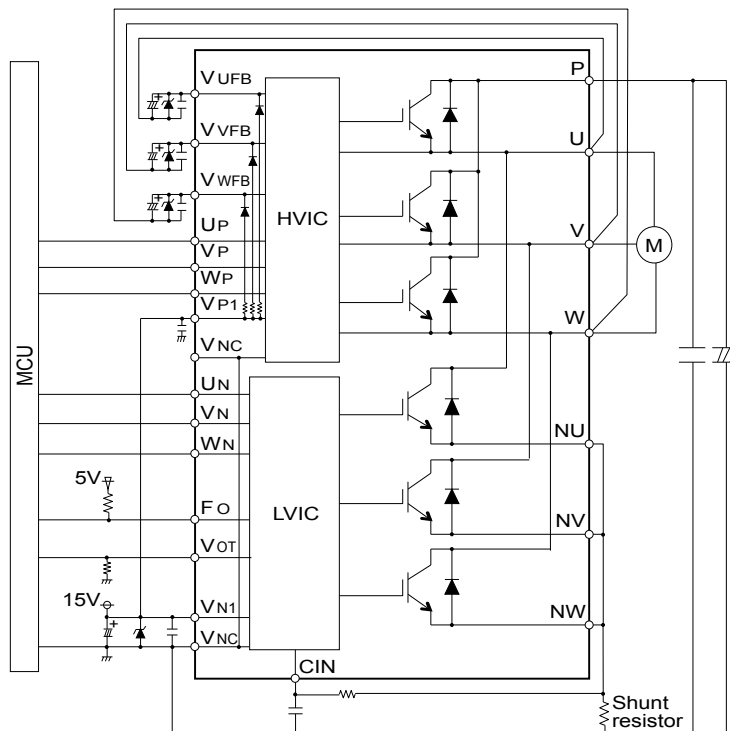 VUFB
P
VVFB
U
VWFB
HVIC
UP
VP
V
M
WP
VP1
W
MCU
VNC
UN
VN
WN
NU
5V
FO
LVIC
NV
VOT
15V
VN1
NW
VNC
CIN
Shunt
resistor